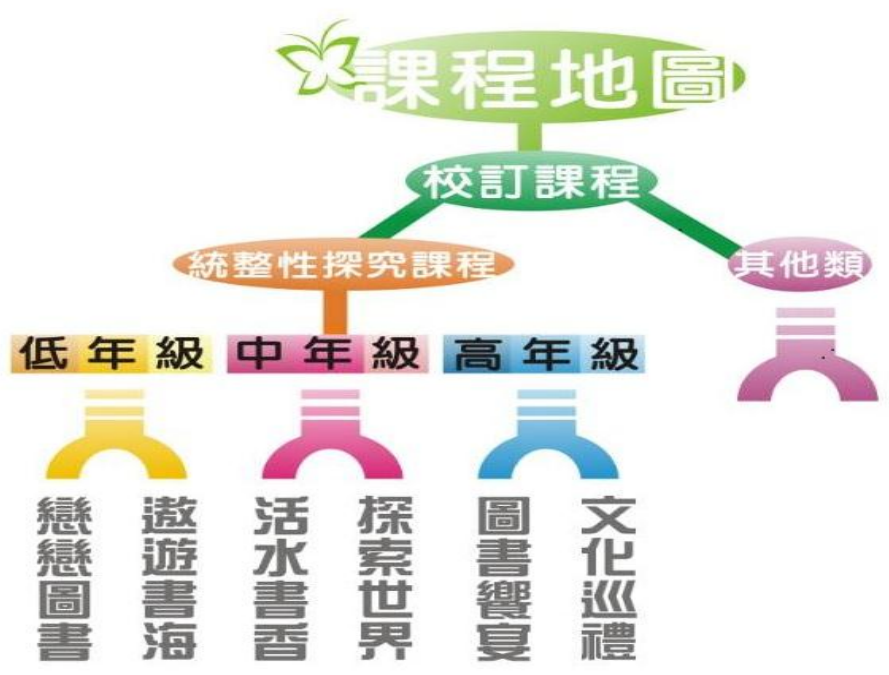 課程地圖
校訂課程
統整性探究課程
其他類
低年級
中年級
高年級
戀戀圖書
遨遊書海
活水書香
探索世界
圖書饗宴
文化巡禮